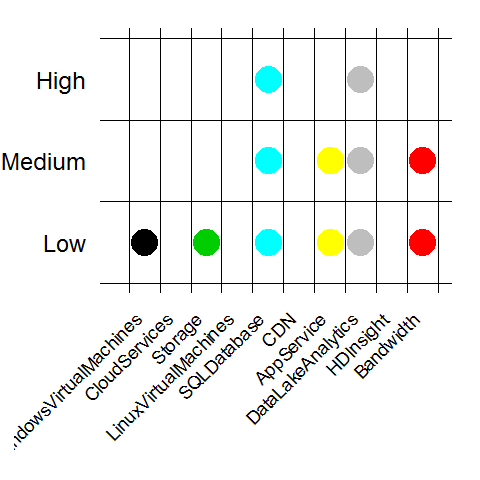 High
Medium
Low
ndowsVirtualMachines
CloudServices
Storage
LinuxVirtualMachines
SQLDatabase
CDN
AppService
DataLakeAnalytics
HDInsight
Bandwidth